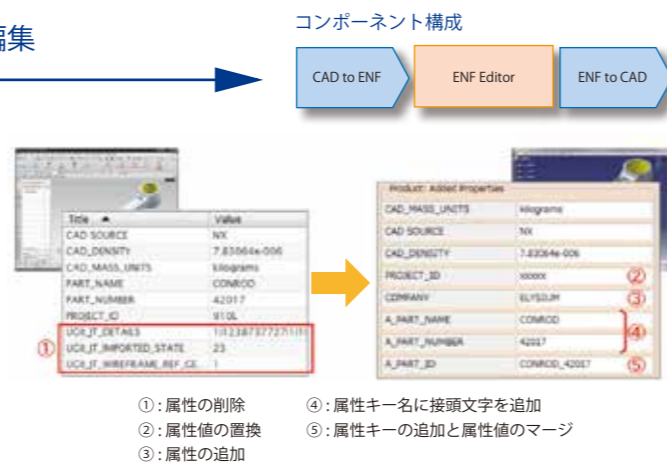 編集
コンポーネント構成
CAD to ENF
ENF Editor
ENF to CAD
Title Value
CAD SOURCE NX
CAD_DENSITY 7.83064e-006
CAD_MASS_UNITS kilograms
PART_NAME CONROD
PART_NUMBER 42017
PROJECT_ID 910L
UGII_JT_DETAILS
① UGII_JT_IMPORTED_STATE 23
UGII_JT_WIREFRAME_REF_GE... 1
Product: Added Properties
CAD_MASS_UNITS kilograms
CAD SOURCE NX
CAD_DENSITY 7.83064e-006
PROJECT_ID xxxxx ②
COMPANY ELYSIUM ③
A_PART_NAME CONROD
④
A_PART_NUMBER 42017
A_PART_ID CONROD_42017 ⑤
①：属性の削除
②：属性値の置換
③：属性の追加
④：属性キー名に接頭文字を追加
⑤：属性キーの追加と属性値のマージ